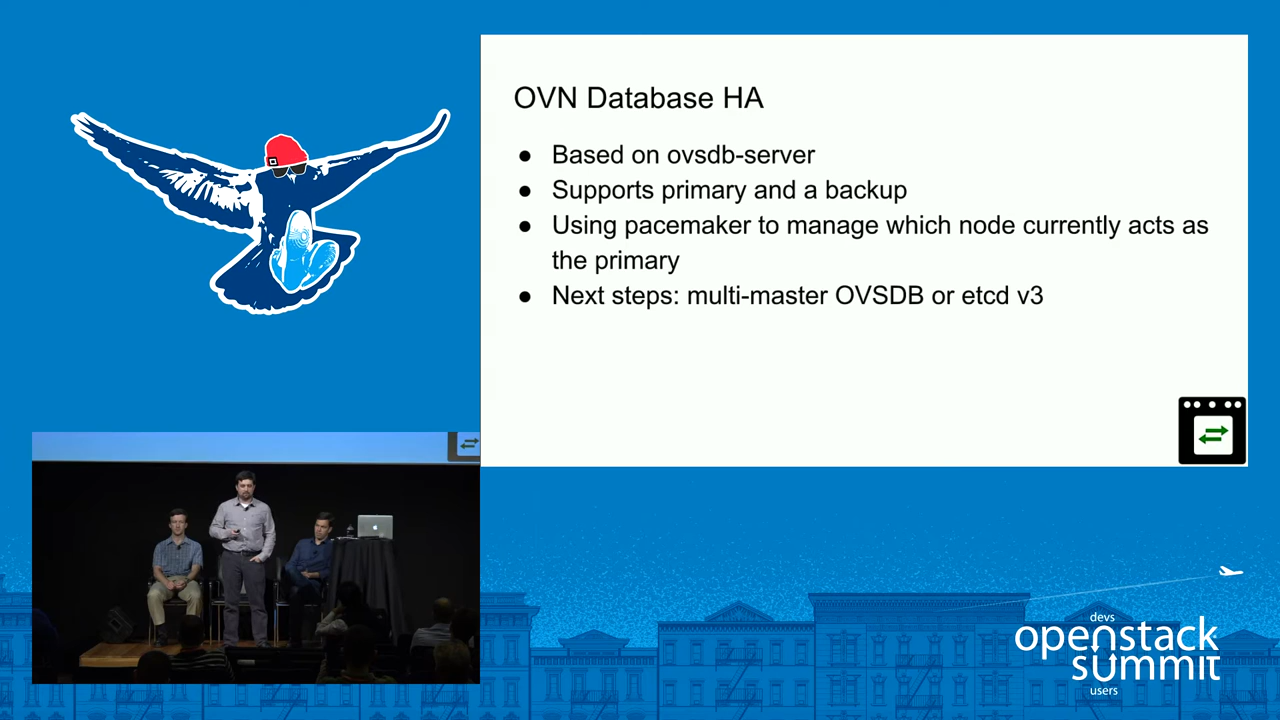 OVN Database HA
● Based on ovsdb-server
● Supports primary and a backup
● Using pacemaker to manage which node currently acts as
the primary
● Next steps: multi-master OVSDB or etcd v3
devs
openstack
summit
users